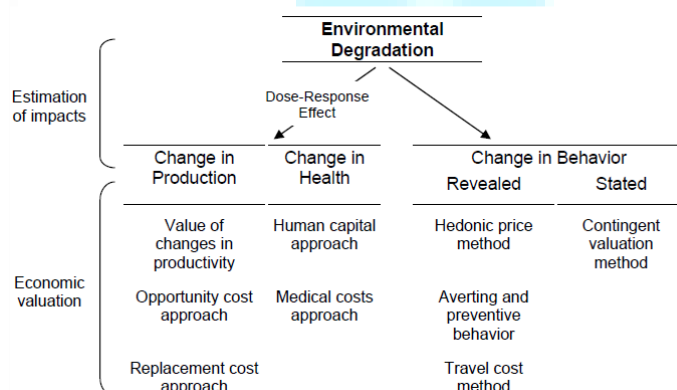 Environmental
Degradation
Estimation
of impacts
Dose-Response
Effect
Change in
Production
Change in
Health
Change in Behavior
Revealed
Stated
Economic
valuation
Value of
changes in
productivity
Human capital
approach
Hedonic price
method
Contingent
valuation
method
Opportunity cost
approach
Medical costs
approach
Averting and
preventive
behavior
Replacement cost
approach
Travel cost
method